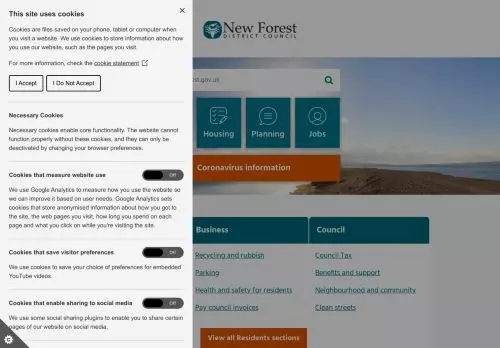 This site uses cookies
Cookies are files saved on your phone, tablet or computer when
you visit a website. We use cookies to store information about
how you use our website, such as the pages you visit.
For more information, check the cookie statement
I Accept
I Do Not Accept
Necessary Cookies
Necessary cookies enable core functionality. The website cannot
function properly without these cookies, and they can only be
deactivated by changing your browser preferences.
Cookies that measure website use
Off
We use Google Analytics to measure how you use the website so
we can improve it based on user needs. Google Analytics sets
cookies that store anonymised information about how you got to
the site, the web pages you visit, how long you spend on each
page and what you click on while you're visiting the site.
Cookies that save visitor preferences
Off
We use cookies to save your choice of preferences for embedded
YouTube videos.
Cookies that enable sharing to social media
Off
We use some social sharing plugins to enable you to share certain
pages of our website on social media.
New Forest
DISTRICT COUNCIL
st.gov.uk
Housing
Planning
Jobs
Coronavirus information
Business
Council
Recycling and rubbish
Council Tax
Parking
Benefits and support
Health and safety for residents
Neighbourhood and community
Pay council invoices
Clean streets
View all Residents sections